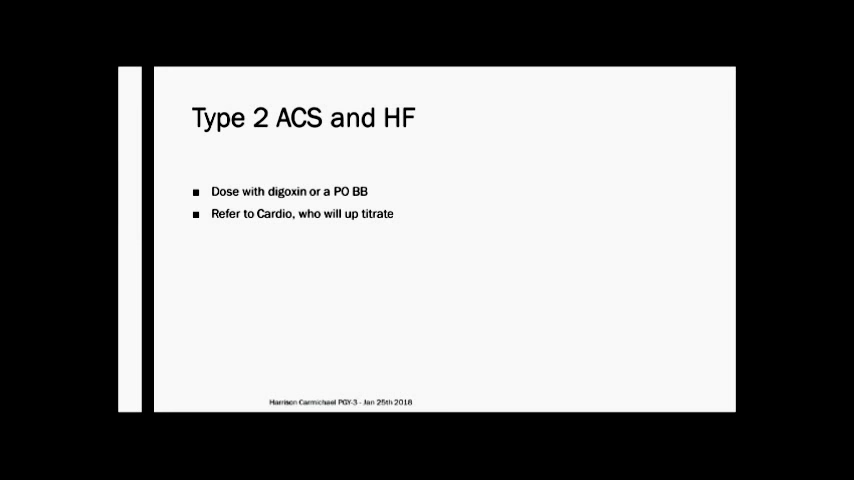 Type 2 ACS and HF
Dose with digoxin or a PO BB
Refer to Cardio, who will up titrate
Harrison Carmichael PGY-3 - Jan 25th 2018